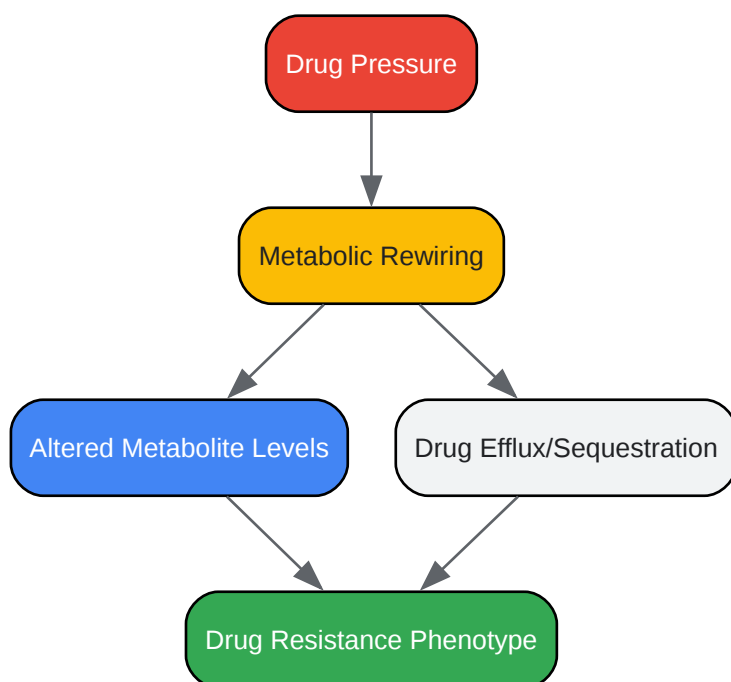 Drug Pressure
Metabolic Rewiring
Altered Metabolite Levels
Drug Efflux/Sequestration
Drug Resistance Phenotype